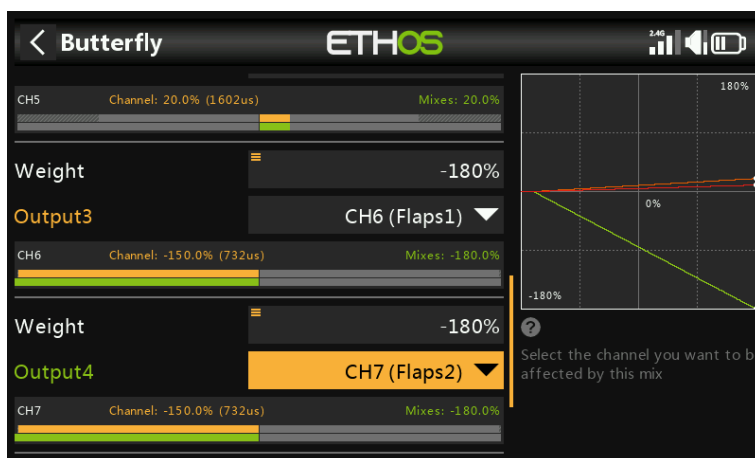 Butterfly
ETHOS
2.4G
CH5 Channel: 20.0% (1602us) Mixes: 20.0%
180%
Weight -180%
Output3 CH6 (Flaps1)
0%
CH6 Channel: -150.0% (732us) Mixes: -180.0%
-180%
Weight -180%
?
Select the channel you want to b
affected by this mix
Output4 CH7 (Flaps2)
CH7 Channel: -150.0% (732us) Mixes: -180.0%